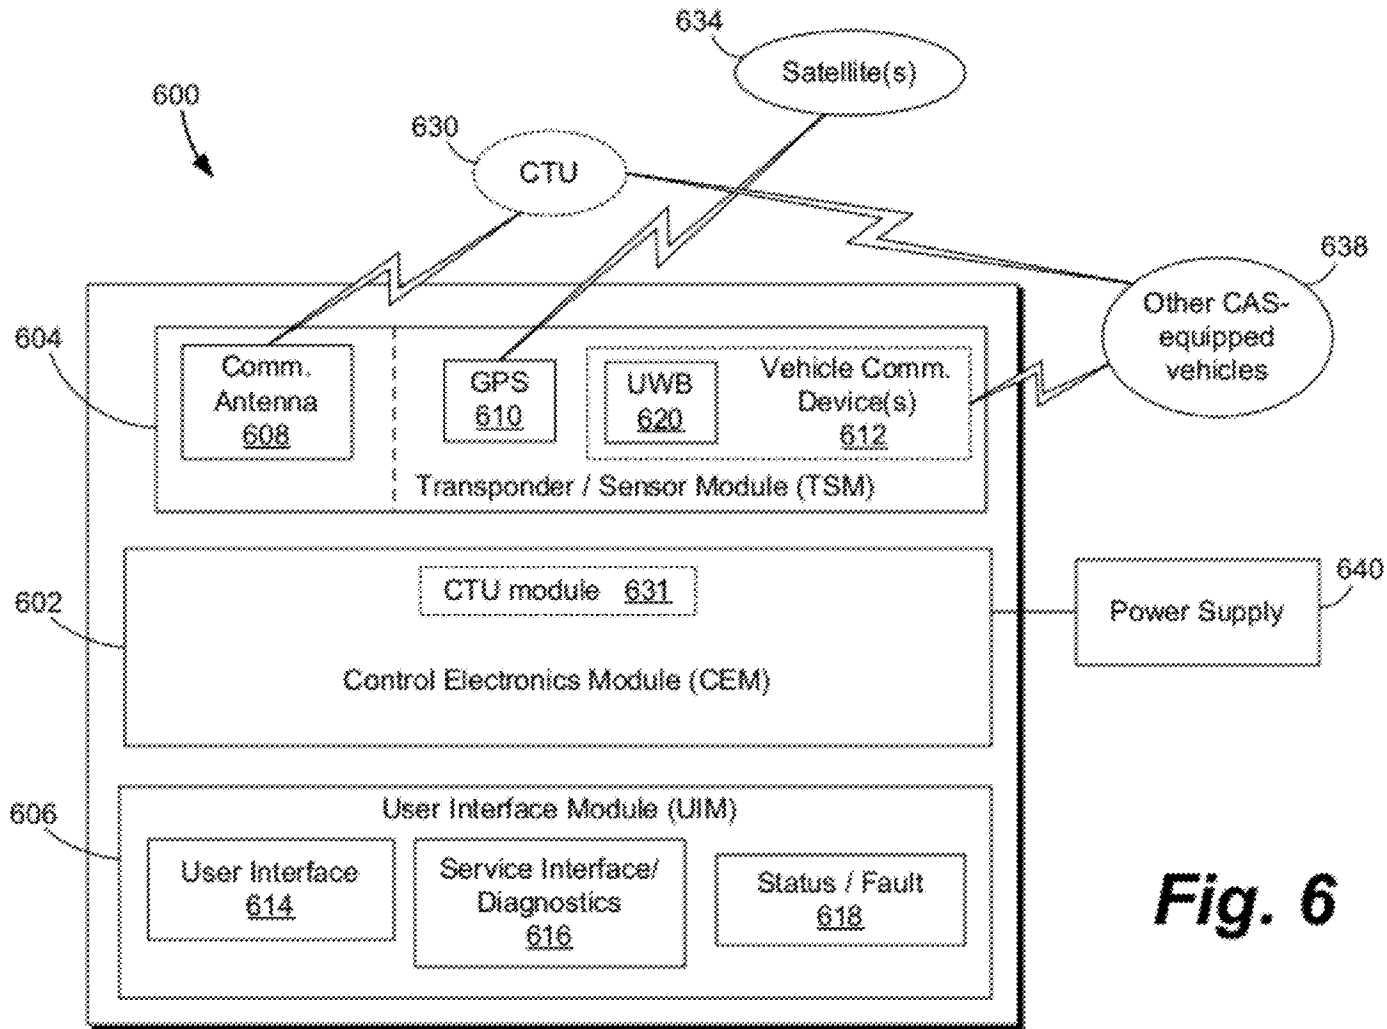 634
Satellite(s)
600
630
CTU
638
Other CAS-
equipped
vehicles
604
Comm.
Antenna
608
GPS
610
UWB
620
Vehicle Comm.
Device(s)
612
Transponder / Sensor Module (TSM)
602
CTU module 631
Control Electronics Module (CEM)
640
Power Supply
606
User Interface Module (UIM)
User Interface
614
Service Interface/
Diagnostics
616
Status / Fault
618
Fig. 6